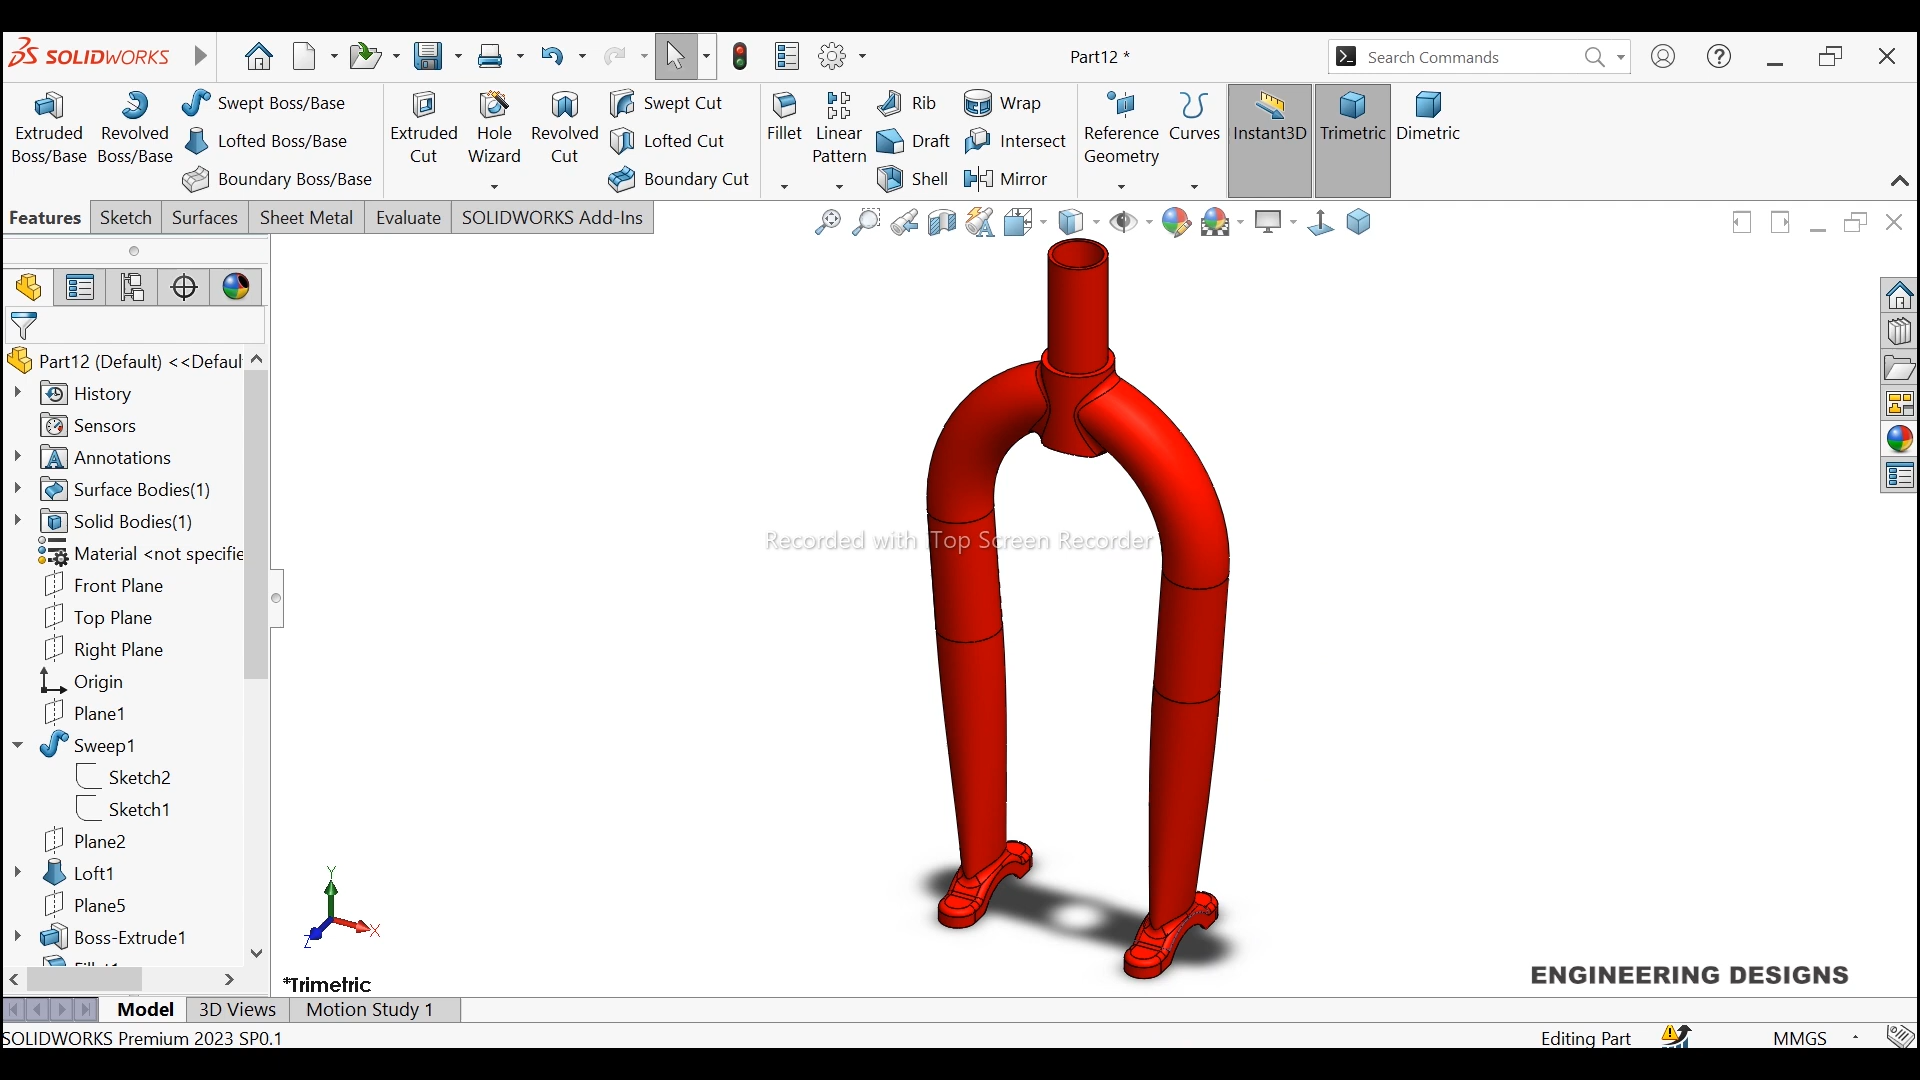 SOLIDWORKS
Part12 *
Search Commands
Extruded Boss/Base
Revolved Boss/Base
Swept Boss/Base
Lofted Boss/Base
Boundary Boss/Base
Extruded Cut
Hole Wizard
Revolved Cut
Swept Cut
Lofted Cut
Boundary Cut
Fillet
Linear Pattern
Rib
Draft
Shell
Wrap
Intersect
Mirror
Reference Geometry
Curves
Instant3D
Trimetric
Dimetric
Features
Sketch
Surfaces
Sheet Metal
Evaluate
SOLIDWORKS Add-Ins
Part12 (Default) <<Defaul
History
Sensors
Annotations
Surface Bodies(1)
Solid Bodies(1)
Material <not specifie
Front Plane
Top Plane
Right Plane
Origin
Plane1
Sweep1
Sketch2
Sketch1
Plane2
Loft1
Plane5
Boss-Extrude1
Recorded with iTop Screen Recorder
Y
X
Z
*Trimetric
ENGINEERING DESIGNS
Model
3D Views
Motion Study 1
SOLIDWORKS Premium 2023 SP0.1
Editing Part
MMGS